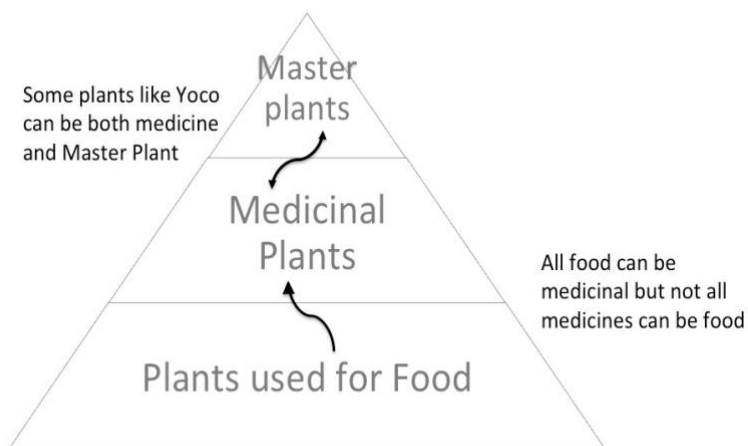 Master
plants
Some plants like Yoco
can be both medicine
and Master Plant
Medicinal
Plants
All food can be
medicinal but not all
medicines can be food
Plants used for Food